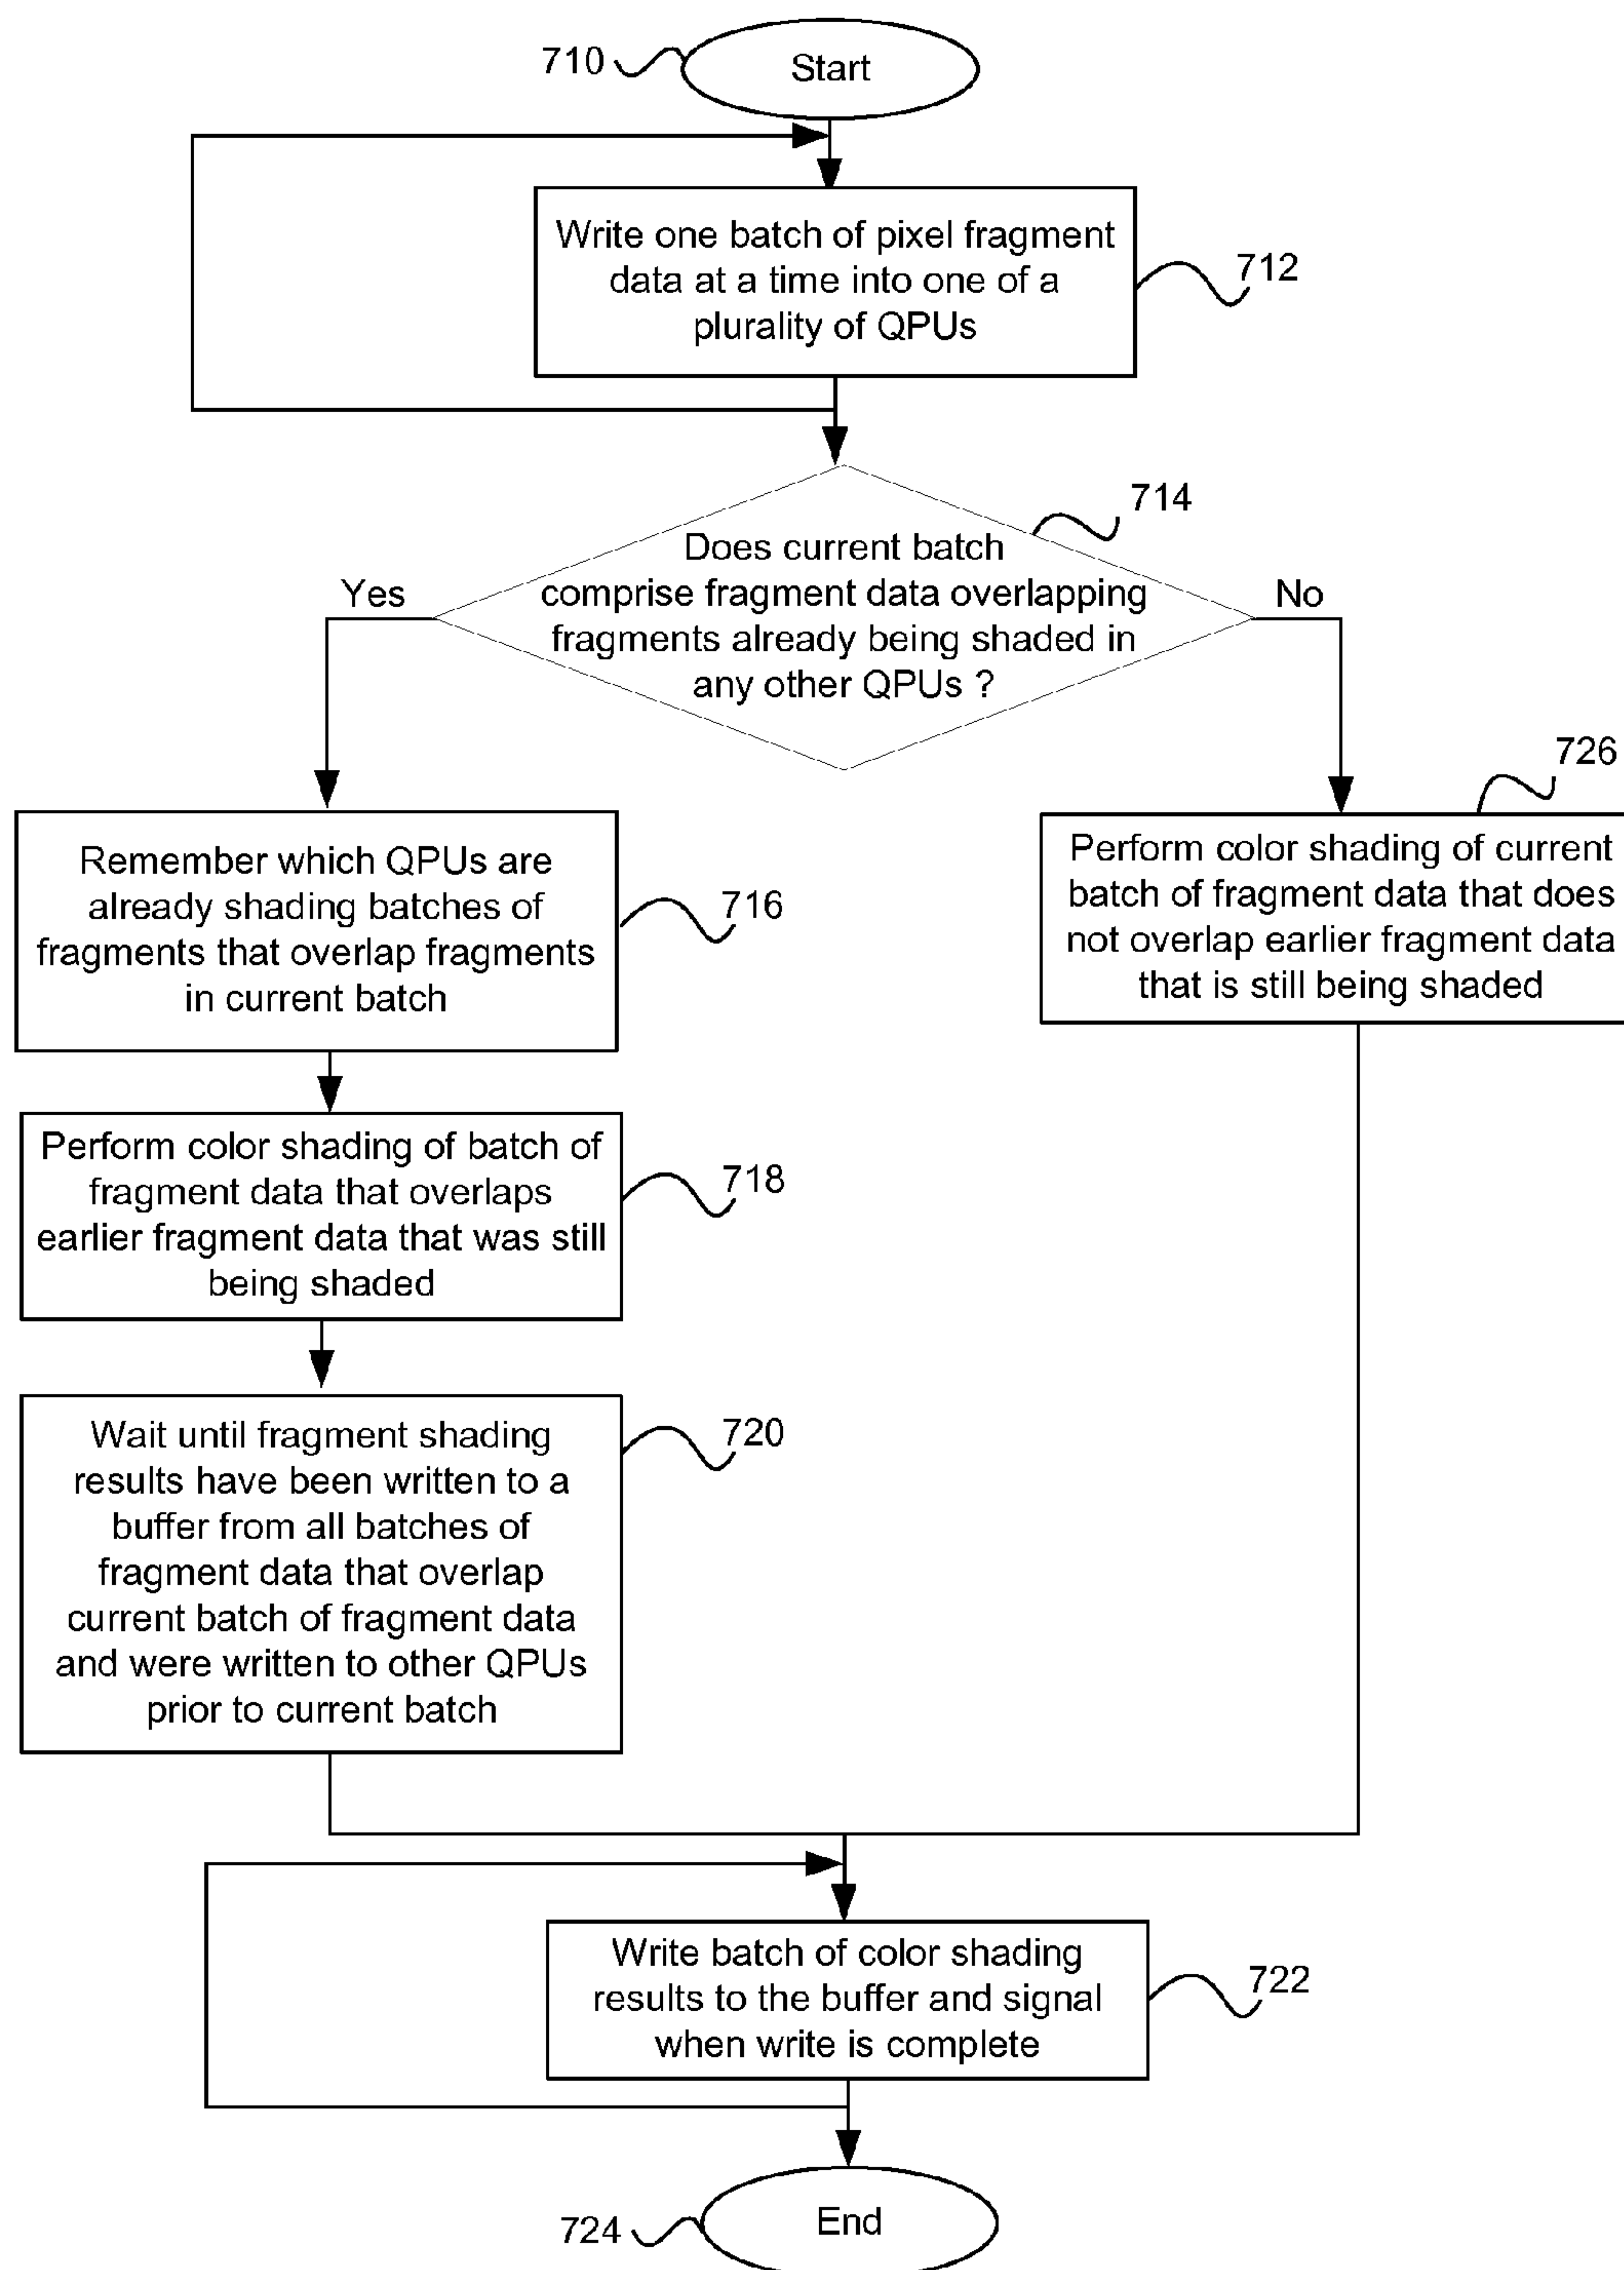 710
Start
Write one batch of pixel fragment
data at a time into one of a
plurality of QPUs
712
714
Does current batch
comprise fragment data overlapping
fragments already being shaded in
any other QPUs ?
Yes
No
726
Remember which QPUs are
already shading batches of
fragments that overlap fragments
in current batch
716
Perform color shading of current
batch of fragment data that does
not overlap earlier fragment data
that is still being shaded
Perform color shading of batch of
fragment data that overlaps
earlier fragment data that was still
being shaded
718
Wait until fragment shading
results have been written to a
buffer from all batches of
fragment data that overlap
current batch of fragment data
and were written to other QPUs
prior to current batch
720
Write batch of color shading
results to the buffer and signal
when write is complete
722
724
End